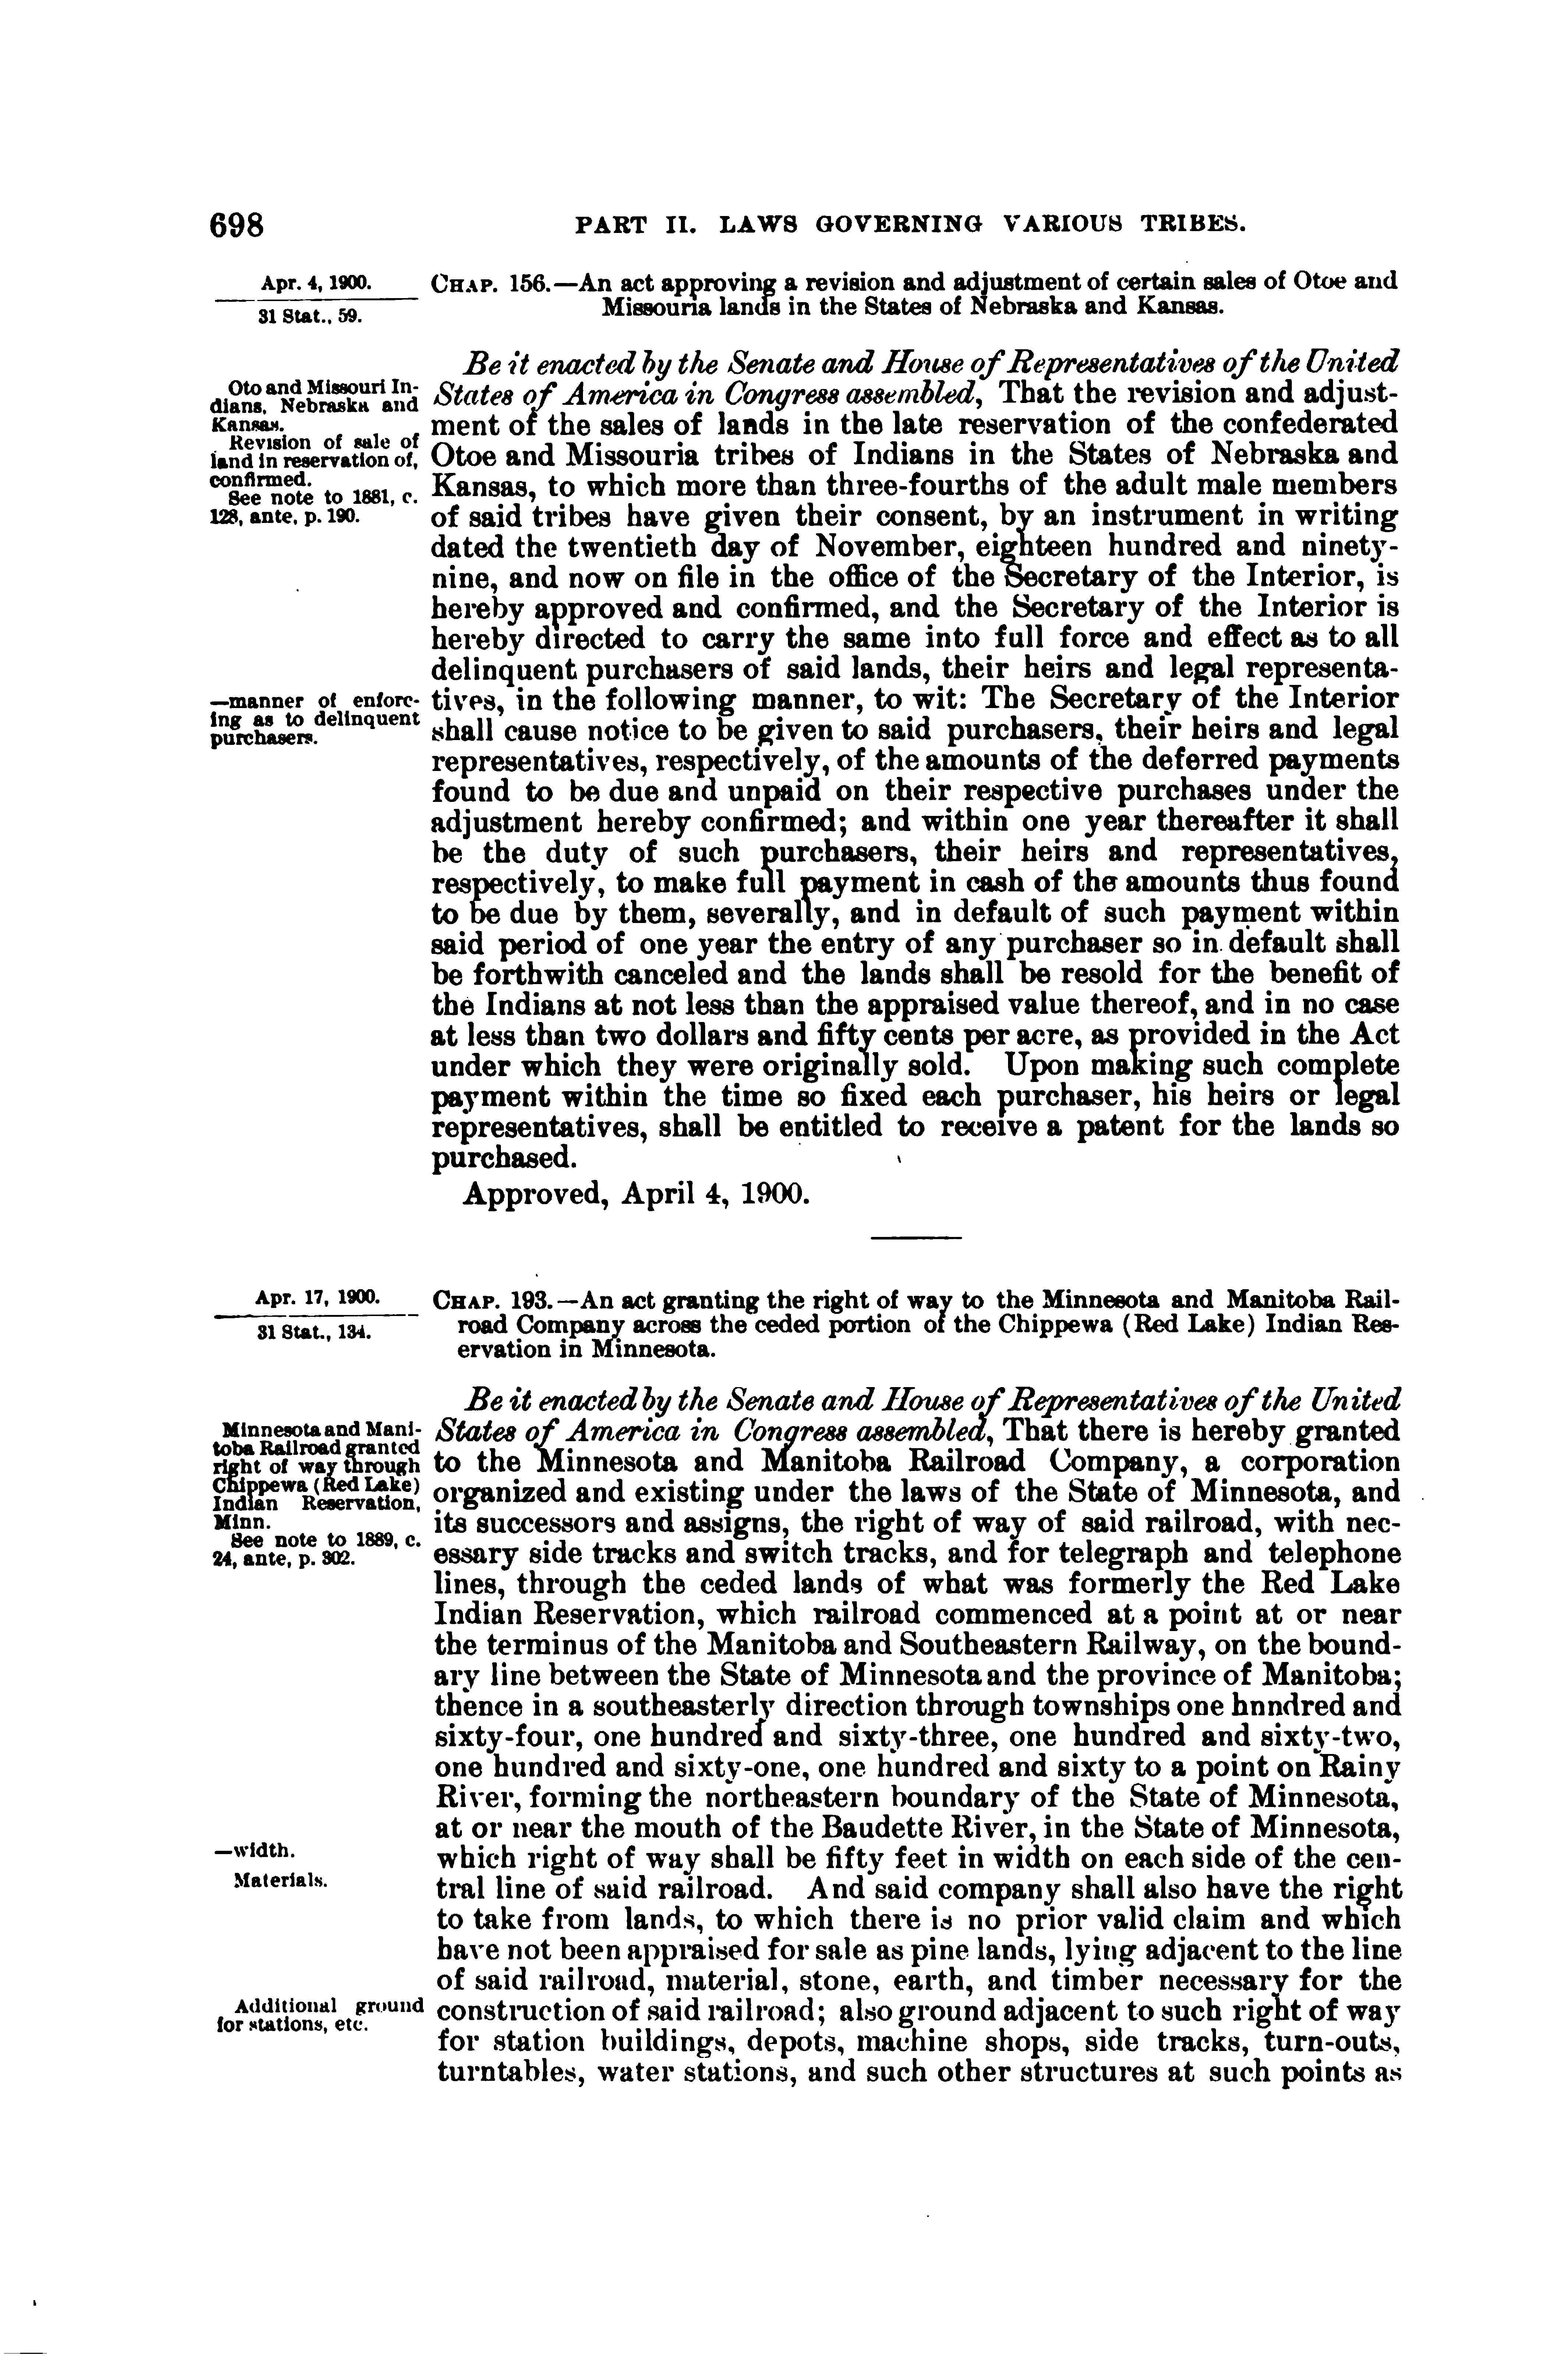 698
PART II. LAWS GOVERNING VARIOUS TRIBES.
Apr. 4, 1900.
31 Stat., 59.
CHAP. 156.—An act approving a revision and adjustment of certain sales of Otoe and
Missouria lands in the States of Nebraska and Kansas.
Oto and Missouri In-
dians, Nebraska and
Kansas.
Revision of sale of
land in reservation of,
confirmed.
See note to 1881, c.
128, ante, p. 190.
—manner of enforc-
ing as to delinquent
purchasers.
Be it enacted by the Senate and House of Representatives of the United
States of America in Congress assembled, That the revision and adjust-
ment of the sales of lands in the late reservation of the confederated
Otoe and Missouria tribes of Indians in the States of Nebraska and
Kansas, to which more than three-fourths of the adult male members
of said tribes have given their consent, by an instrument in writing
dated the twentieth day of November, eighteen hundred and ninety-
nine, and now on file in the office of the Secretary of the Interior, is
hereby approved and confirmed, and the Secretary of the Interior is
hereby directed to carry the same into full force and effect as to all
delinquent purchasers of said lands, their heirs and legal representa-
tives, in the following manner, to wit: The Secretary of the Interior
shall cause notice to be given to said purchasers, their heirs and legal
representatives, respectively, of the amounts of the deferred payments
found to be due and unpaid on their respective purchases under the
adjustment hereby confirmed; and within one year thereafter it shall
be the duty of such purchasers, their heirs and representatives,
respectively, to make full payment in cash of the amounts thus found
to be due by them, severally, and in default of such payment within
said period of one year the entry of any purchaser so in default shall
be forthwith canceled and the lands shall be resold for the benefit of
the Indians at not less than the appraised value thereof, and in no case
at less than two dollars and fifty cents per acre, as provided in the Act
under which they were originally sold. Upon making such complete
payment within the time so fixed each purchaser, his heirs or legal
representatives, shall be entitled to receive a patent for the lands so
purchased.
Approved, April 4, 1900.
Apr. 17, 1900.
31 Stat., 134.
CHAP. 193.—An act granting the right of way to the Minnesota and Manitoba Rail-
road Company across the ceded portion of the Chippewa (Red Lake) Indian Res-
ervation in Minnesota.
Minnesota and Mani-
toba Railroad granted
right of way through
Chippewa (Red Lake)
Indian Reservation,
Minn.
See note to 1889, c.
24, ante, p. 302.
—width.
Materials.
Additional ground
for stations, etc.
Be it enacted by the Senate and House of Representatives of the United
States of America in Congress assembled, That there is hereby granted
to the Minnesota and Manitoba Railroad Company, a corporation
organized and existing under the laws of the State of Minnesota, and
its successors and assigns, the right of way of said railroad, with nec-
essary side tracks and switch tracks, and for telegraph and telephone
lines, through the ceded lands of what was formerly the Red Lake
Indian Reservation, which railroad commenced at a point at or near
the terminus of the Manitoba and Southeastern Railway, on the bound-
ary line between the State of Minnesota and the province of Manitoba;
thence in a southeasterly direction through townships one hnndred and
sixty-four, one hundred and sixty-three, one hundred and sixty-two,
one hundred and sixty-one, one hundred and sixty to a point on Rainy
River, forming the northeastern boundary of the State of Minnesota,
at or near the mouth of the Baudette River, in the State of Minnesota,
which right of way shall be fifty feet in width on each side of the cen-
tral line of said railroad. And said company shall also have the right
to take from lands, to which there is no prior valid claim and which
have not been appraised for sale as pine lands, lying adjacent to the line
of said railroad, material, stone, earth, and timber necessary for the
construction of said railroad; also ground adjacent to such right of way
for station buildings, depots, machine shops, side tracks, turn-outs,
turntables, water stations, and such other structures at such points as